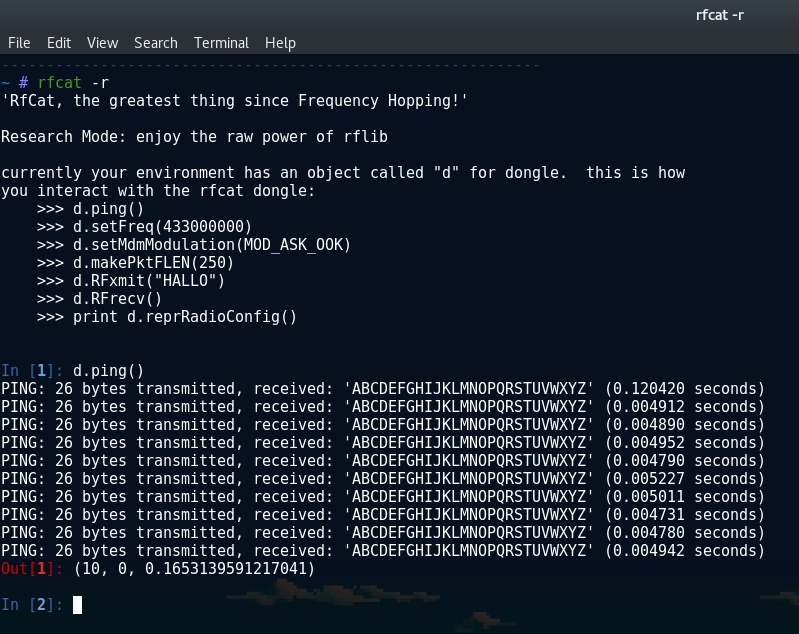 rfcat -r
File Edit View Search Terminal Help
------------------------------------------------------------
~ # rfcat -r
'RfCat, the greatest thing since Frequency Hopping!'
Research Mode: enjoy the raw power of rflib
currently your environment has an object called "d" for dongle.  this is how
you interact with the rfcat dongle:
    >>> d.ping()
    >>> d.setFreq(433000000)
    >>> d.setMdmModulation(MOD_ASK_OOK)
    >>> d.makePktFLEN(250)
    >>> d.RFxmit("HALLO")
    >>> d.RFrecv()
    >>> print d.reprRadioConfig()
In [1]: d.ping()
PING: 26 bytes transmitted, received: 'ABCDEFGHIJKLMNOPQRSTUVWXYZ' (0.120420 seconds)
PING: 26 bytes transmitted, received: 'ABCDEFGHIJKLMNOPQRSTUVWXYZ' (0.004912 seconds)
PING: 26 bytes transmitted, received: 'ABCDEFGHIJKLMNOPQRSTUVWXYZ' (0.004890 seconds)
PING: 26 bytes transmitted, received: 'ABCDEFGHIJKLMNOPQRSTUVWXYZ' (0.004952 seconds)
PING: 26 bytes transmitted, received: 'ABCDEFGHIJKLMNOPQRSTUVWXYZ' (0.004790 seconds)
PING: 26 bytes transmitted, received: 'ABCDEFGHIJKLMNOPQRSTUVWXYZ' (0.005227 seconds)
PING: 26 bytes transmitted, received: 'ABCDEFGHIJKLMNOPQRSTUVWXYZ' (0.005011 seconds)
PING: 26 bytes transmitted, received: 'ABCDEFGHIJKLMNOPQRSTUVWXYZ' (0.004731 seconds)
PING: 26 bytes transmitted, received: 'ABCDEFGHIJKLMNOPQRSTUVWXYZ' (0.004780 seconds)
PING: 26 bytes transmitted, received: 'ABCDEFGHIJKLMNOPQRSTUVWXYZ' (0.004942 seconds)
Out[1]: (10, 0, 0.1653139591217041)
In [2]: